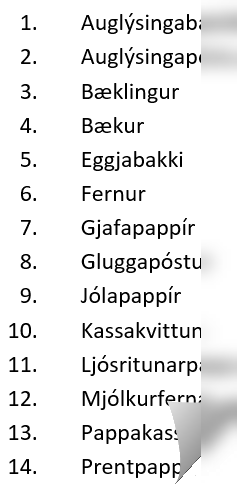 1. Auglýsingab
2. Auglýsingap
3. Bæklingur
4. Bækur
5. Eggjabakki
6. Fernur
7. Gjafapappír
8. Gluggapóstu
9. Jólapappír
10. Kassakvittun
11. Ljósritunarp
12. Mjólkurfern
13. Pappakass
14. Prentpapp